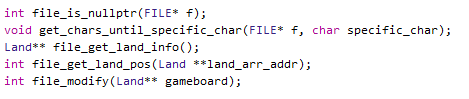 int file_is_nullptr(FILE* f);
void get_chars_until_specific_char(FILE* f, char specific_char);
Land** file_get_land_info();
int file_get_land_pos(Land **land_arr_addr);
int file_modify(Land** gameboard);